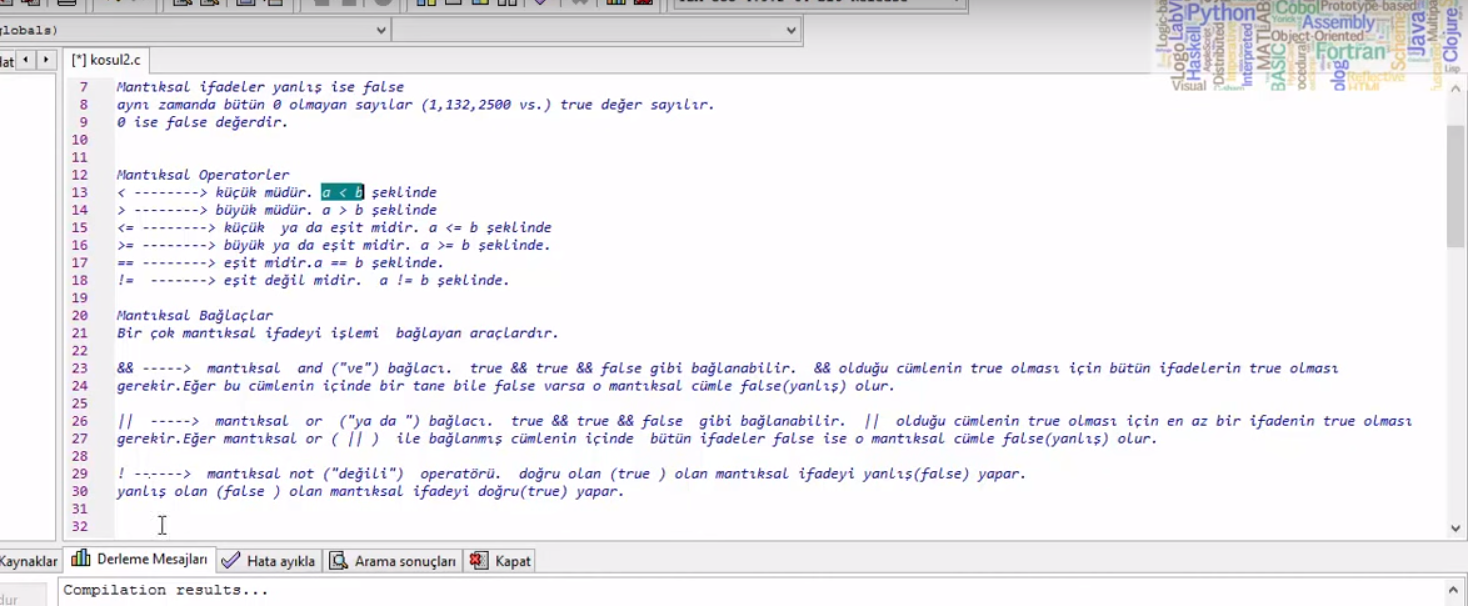 globals)
[*] kosul2.c
7 Mantıksal ifadeler yanlış ise false
8 aynı zamanda bütün 0 olmayan sayılar (1,132,2500 vs.) true değer sayılır.
9 0 ise false değerdir.
10
11
12 Mantıksal Operatorler
13 < --------> küçük müdür. a < b şeklinde
14 > --------> büyük müdür. a > b şeklinde
15 <= --------> küçük ya da eşit midir. a <= b şeklinde
16 >= --------> büyük ya da eşit midir. a >= b şeklinde.
17 == --------> eşit midir.a == b şeklinde.
18 != -------> eşit değil midir. a != b şeklinde.
19
20 Mantıksal Bağlaçlar
21 Bir çok mantıksal ifadeyi işlemi bağlayan araçlardır.
22
23 && -----> mantıksal and ("ve") bağlacı. true && true && false gibi bağlanabilir. && olduğu cümlenin true olması için bütün ifadelerin true olması
24 gerekir.Eğer bu cümlenin içinde bir tane bile false varsa o mantıksal cümle false(yanlış) olur.
25
26 || -----> mantıksal or ("ya da ") bağlacı. true && true && false gibi bağlanabilir. || olduğu cümlenin true olması için en az bir ifadenin true olması
27 gerekir.Eğer mantıksal or ( || ) ile bağlanmış cümlenin içinde bütün ifadeler false ise o mantıksal cümle false(yanlış) olur.
28
29 ! ------> mantıksal not ("değili") operatörü. doğru olan (true ) olan mantıksal ifadeyi yanlış(false) yapar.
30 yanlış olan (false ) olan mantıksal ifadeyi doğru(true) yapar.
31
32
Kaynaklar Derleme Mesajları Hata ayıkla Arama sonuçları Kapat
Compilation results...
Python
Cobol
Prototype-based
Assembly
Object-Oriented
Fortran
Haskell
MATLAB
BASIC
Java
Clojure
Logo
Visual
Interpreted
Distributed
Reflective
Lisp